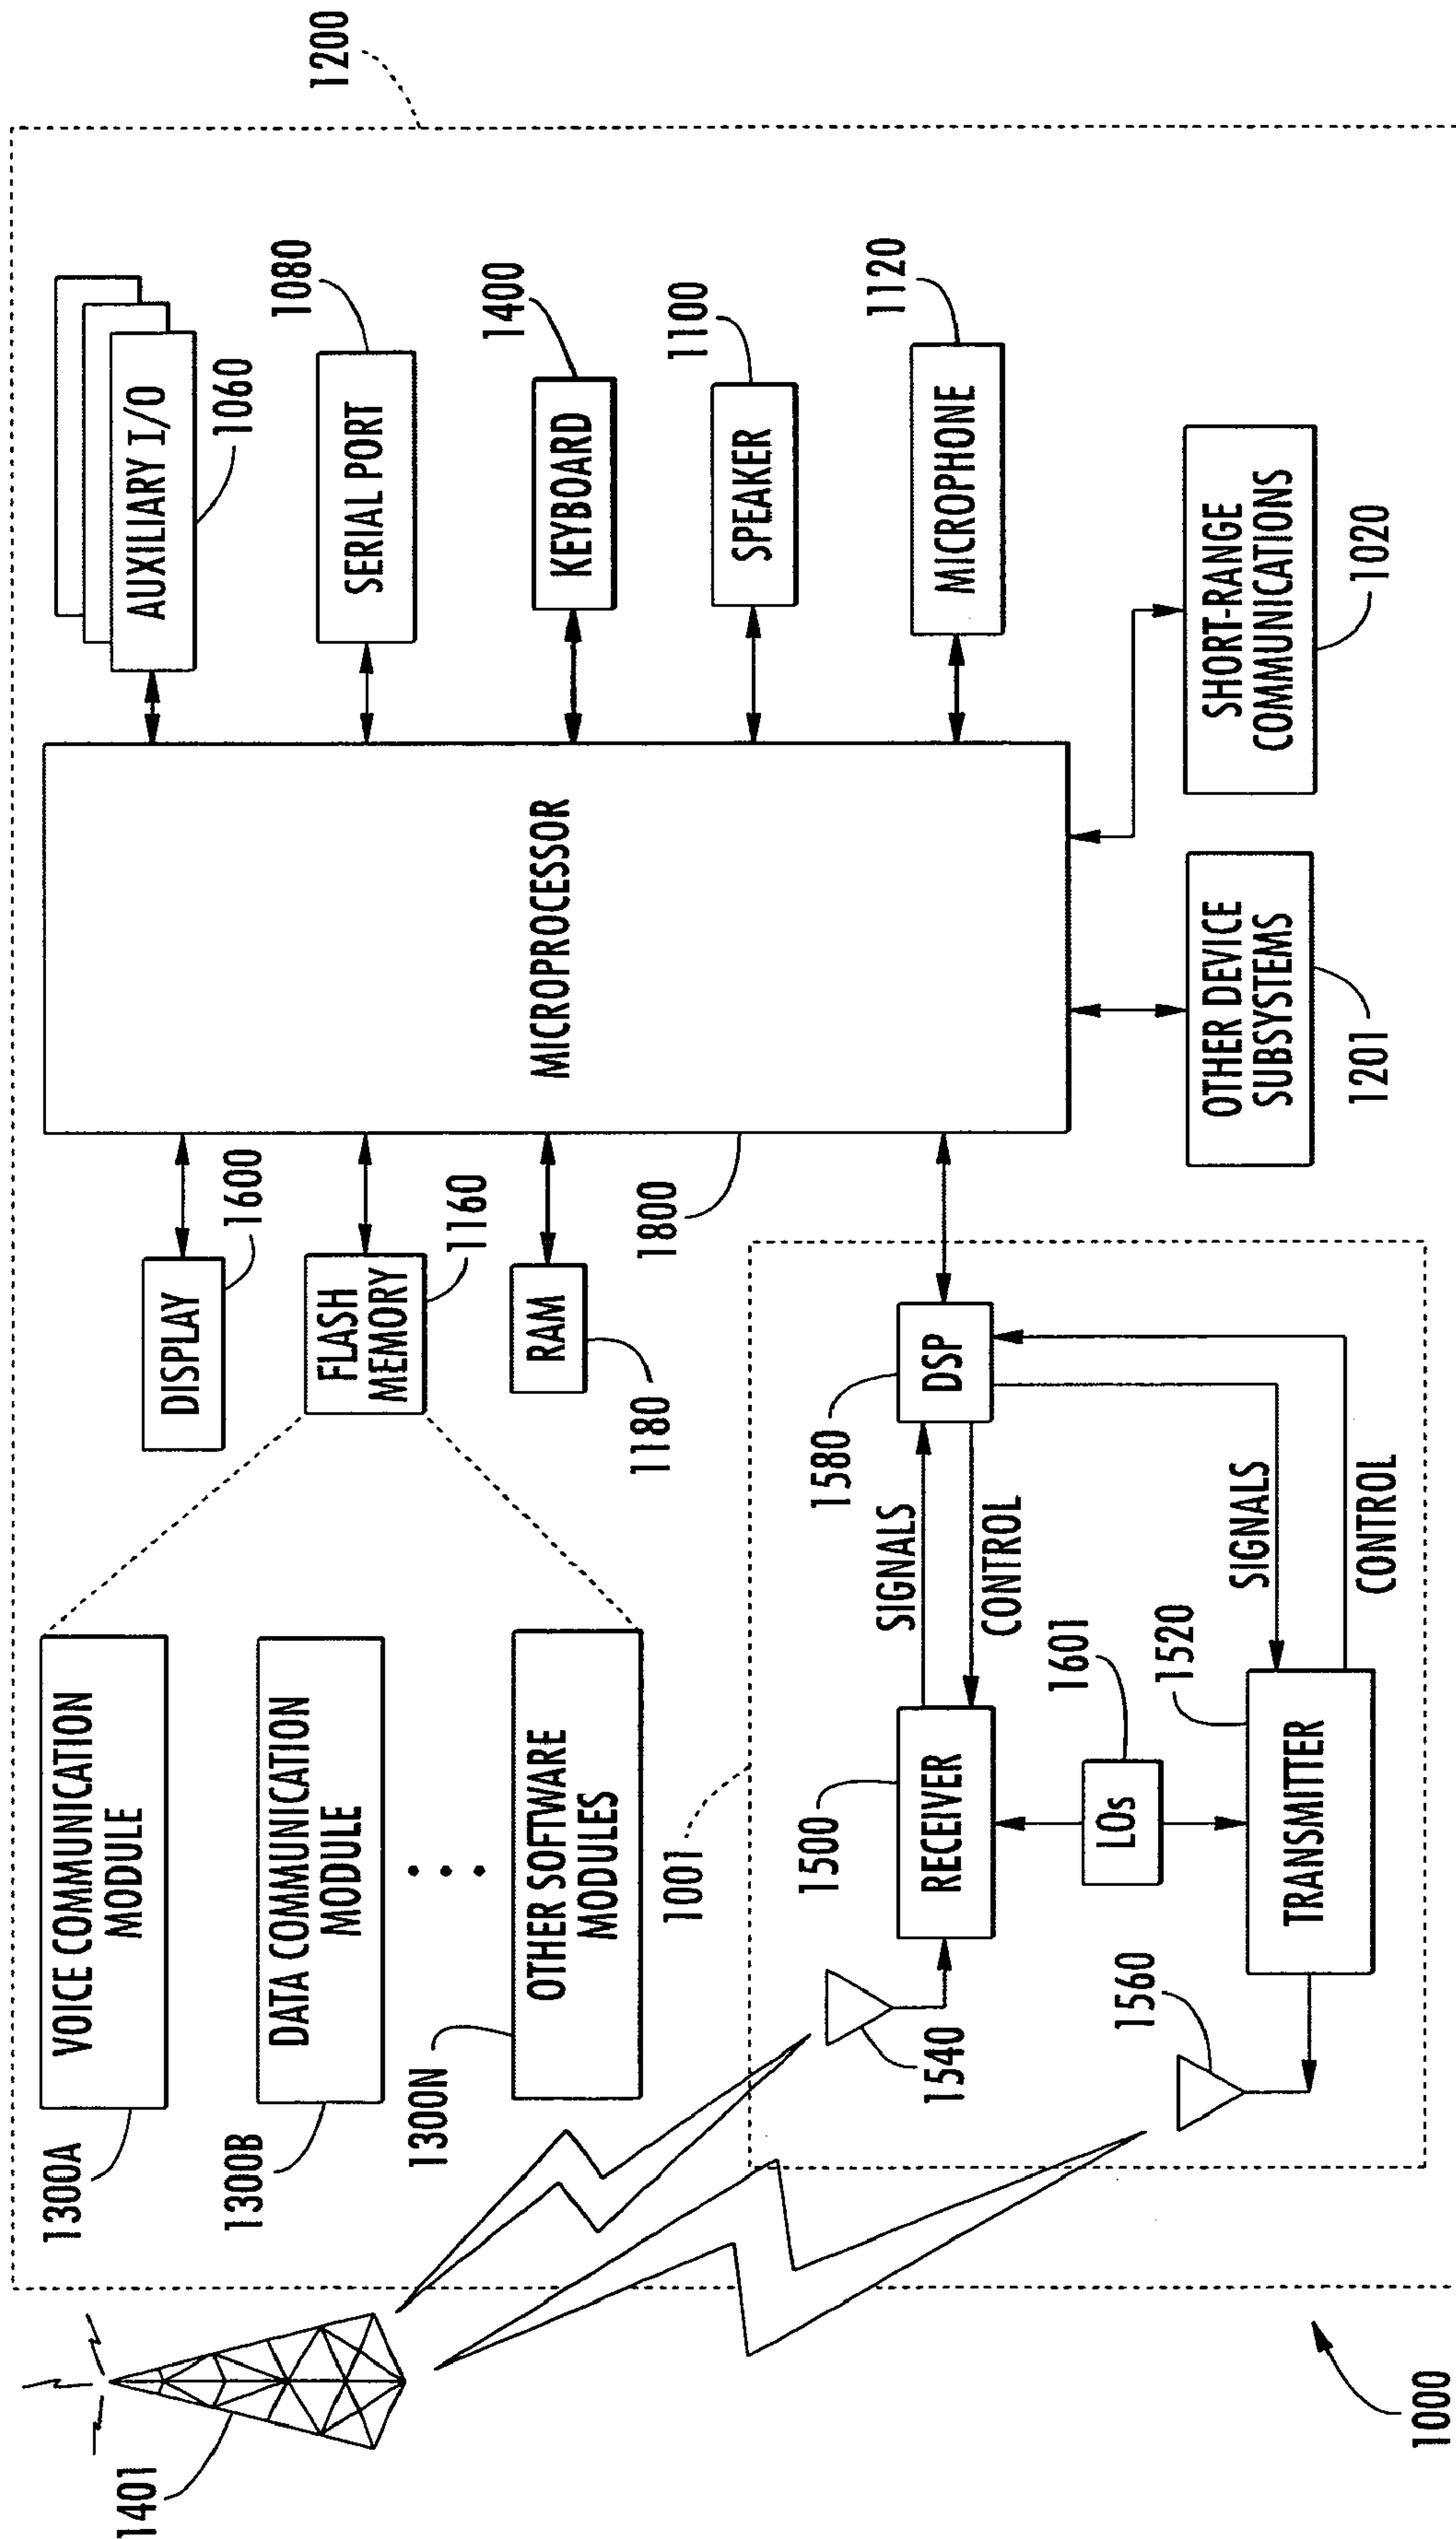 1200
1401
1300A
VOICE COMMUNICATION
MODULE
DISPLAY
1600
AUXILIARY I/O
1060
1300B
DATA COMMUNICATION
MODULE
FLASH
MEMORY
1160
SERIAL PORT
1080
1300N
OTHER SOFTWARE
MODULES
RAM
1180
MICROPROCESSOR
1800
KEYBOARD
1400
1001
SPEAKER
1100
1500
1580
1540
RECEIVER
SIGNALS
CONTROL
DSP
MICROPHONE
1120
1560
LOs
1601
1520
TRANSMITTER
SIGNALS
CONTROL
OTHER DEVICE
SUBSYSTEMS
1201
SHORT-RANGE
COMMUNICATIONS
1020
1000